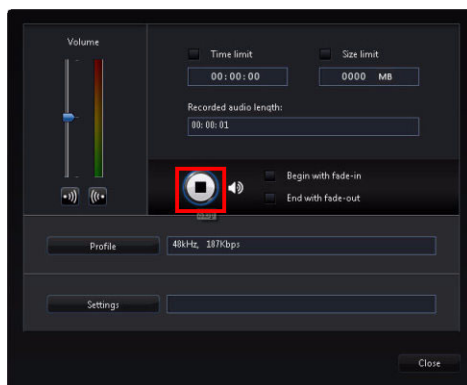 Volume
Time limit
Size limit
00:00:00
0000 MB
Recorded audio length:
00:00:01
Begin with fade-in
End with fade-out
Profile
48kHz, 187Kbps
Settings
Close